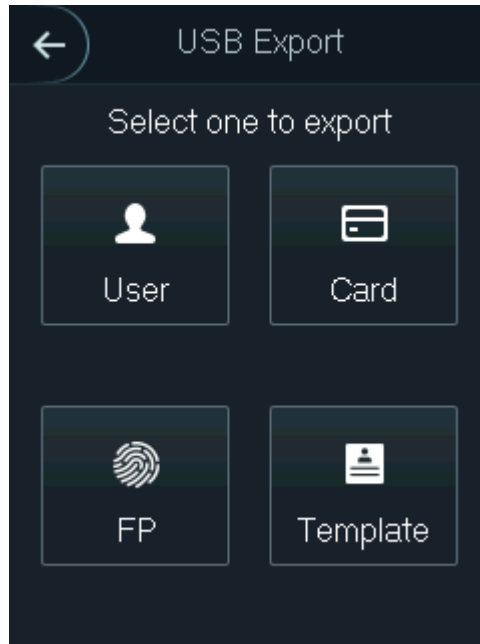 USB Export
Select one to export
User
Card
FP
Template